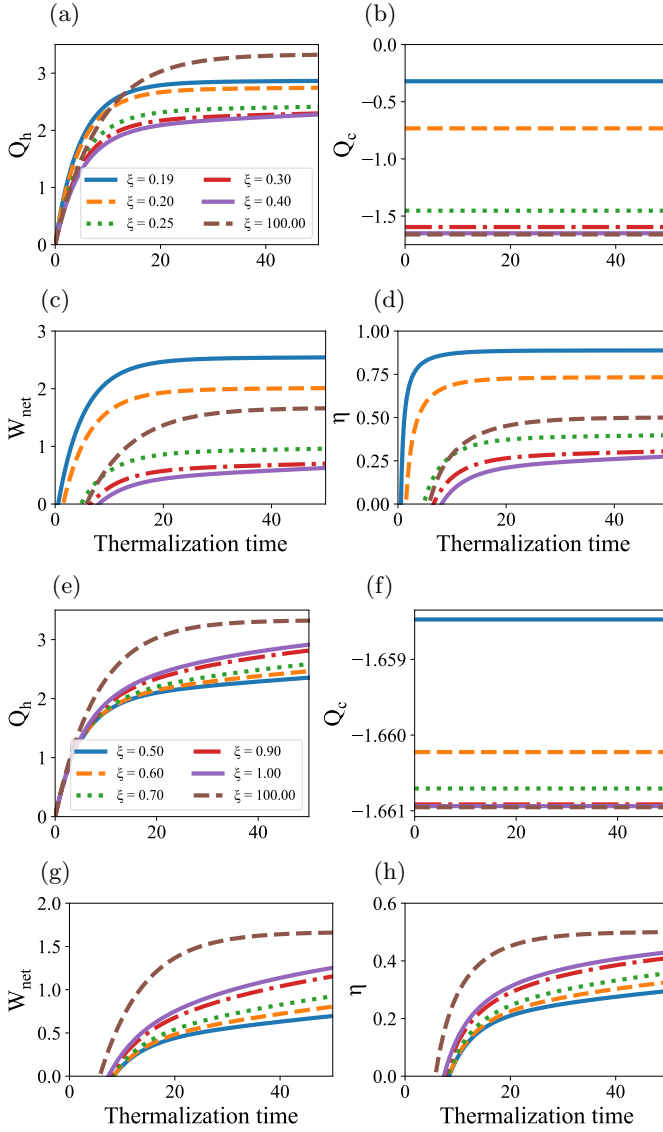 (a)
(b)
3
2
1
0
Q_h
ξ = 0.19
ξ = 0.30
ξ = 0.20
ξ = 0.40
ξ = 0.25
ξ = 100.00
0
20
40
0.0
−0.5
−1.0
−1.5
Q_c
0
20
40
(c)
(d)
3
2
1
0
W_net
0
20
40
Thermalization time
1.00
0.75
0.50
0.25
0.00
η
0
20
40
Thermalization time
(e)
(f)
3
2
1
0
Q_h
ξ = 0.50
ξ = 0.90
ξ = 0.60
ξ = 1.00
ξ = 0.70
ξ = 100.00
0
20
40
−1.659
−1.660
−1.661
Q_c
0
20
40
(g)
(h)
2.0
1.5
1.0
0.5
0.0
W_net
0
20
40
Thermalization time
0.6
0.4
0.2
0.0
η
0
20
40
Thermalization time